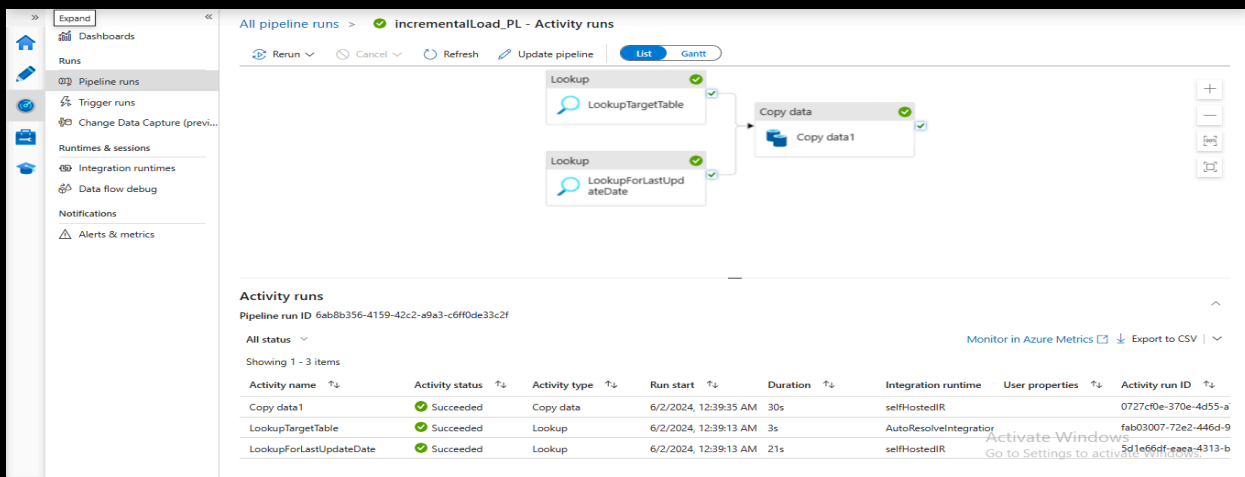 Expand
Dashboards
Runs
Pipeline runs
Trigger runs
Change Data Capture (previ...
Runtimes & sessions
Integration runtimes
Data flow debug
Notifications
Alerts & metrics
All pipeline runs > incrementalLoad_PL - Activity runs
Rerun Cancel Refresh Update pipeline List Gantt
Lookup
LookupTargetTable
Copy data
Copy data1
Lookup
LookupForLastUpd
ateDate
Activity runs
Pipeline run ID 6ab8b356-4159-42c2-a9a3-c6ff0de33c2f
All status
Monitor in Azure Metrics Export to CSV
Showing 1 - 3 items
Activity name Activity status Activity type Run start Duration Integration runtime User properties Activity run ID
Copy data1 Succeeded Copy data 6/2/2024, 12:39:35 AM 30s selfHostedIR 0727cf0e-370e-4d55-a
LookupTargetTable Succeeded Lookup 6/2/2024, 12:39:13 AM 3s AutoResolveIntegration fab03007-72e2-446d-9
LookupForLastUpdateDate Succeeded Lookup 6/2/2024, 12:39:13 AM 21s selfHostedIR 5d1e66df-eaea-4313-b
Activate Windows
Go to Settings to activate Windows.